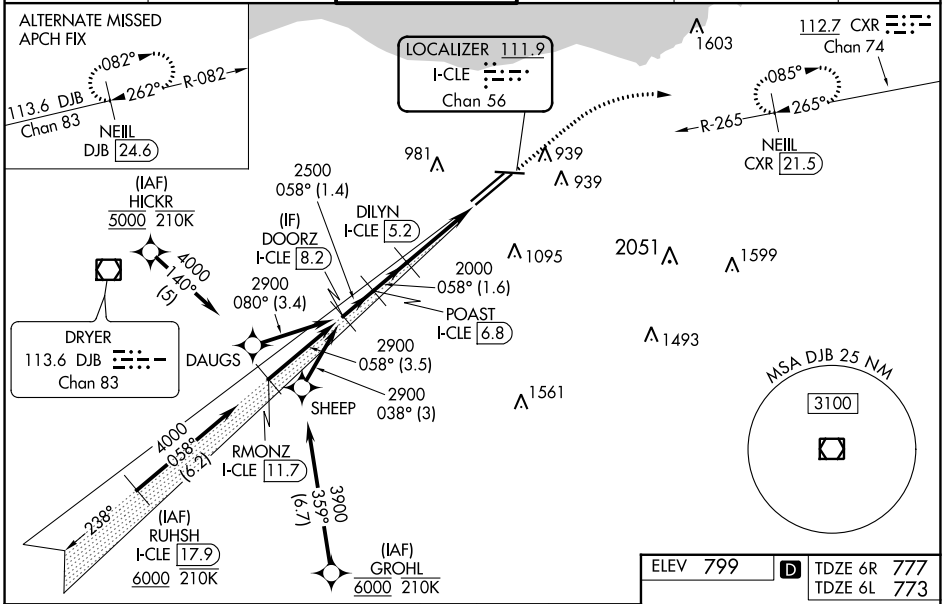 ALTERNATE MISSED
APCH FIX
082°
R-082
262°
113.6 DJB
Chan 83
NEIIL
DJB 24.6
LOCALIZER 111.9
I-CLE
Chan 56
1603
112.7 CXR
Chan 74
085°
265°
R-265
NEIIL
CXR 21.5
981
939
939
(IAF)
HICKR
5000 210K
2500
058° (1.4)
(IF)
DOORZ
I-CLE 8.2
DILYN
I-CLE 5.2
4000
140°
(5)
2900
080° (3.4)
1095
2051
1599
2000
058° (1.6)
POAST
I-CLE 6.8
DRYER
113.6 DJB
Chan 83
DAUGS
2900
058° (3.5)
1493
2900
038° (3)
SHEEP
1561
MSA DJB 25 NM
3100
4000
058°
(6.2)
RMONZ
I-CLE 11.7
3900
359°
(6.7)
238°
(IAF)
RUHSH
I-CLE 17.9
6000 210K
(IAF)
GROHL
6000 210K
ELEV 799
D
TDZE 6R 777
TDZE 6L 773